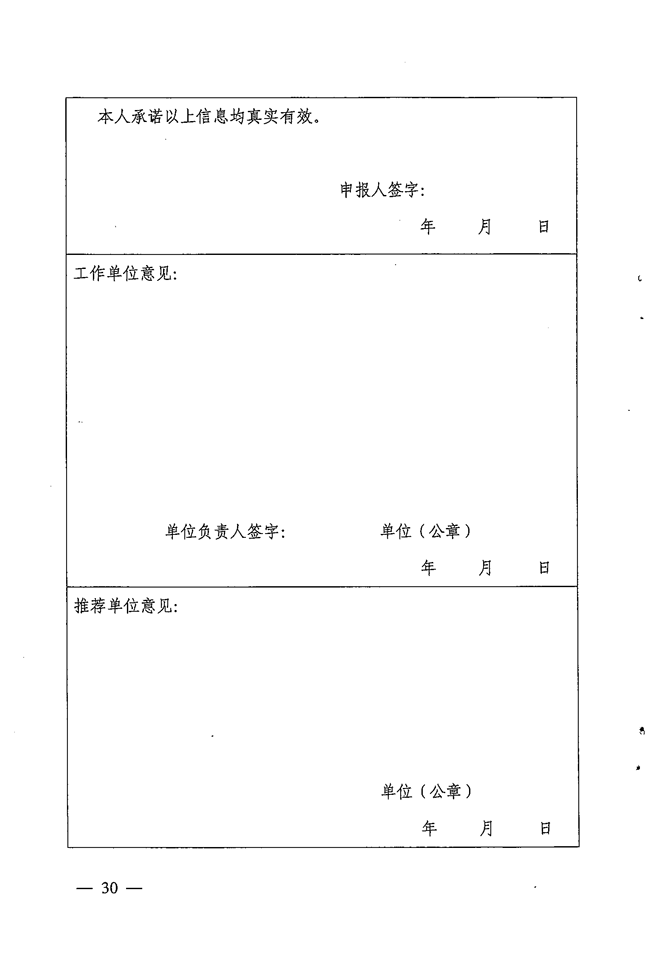 本人承诺以上信息均真实有效。
申报人签字:
年 月 日
工作单位意见:
单位负责人签字: 单位(公章)
年 月 日
推荐单位意见:
单位(公章)
年 月 日
— 30 —